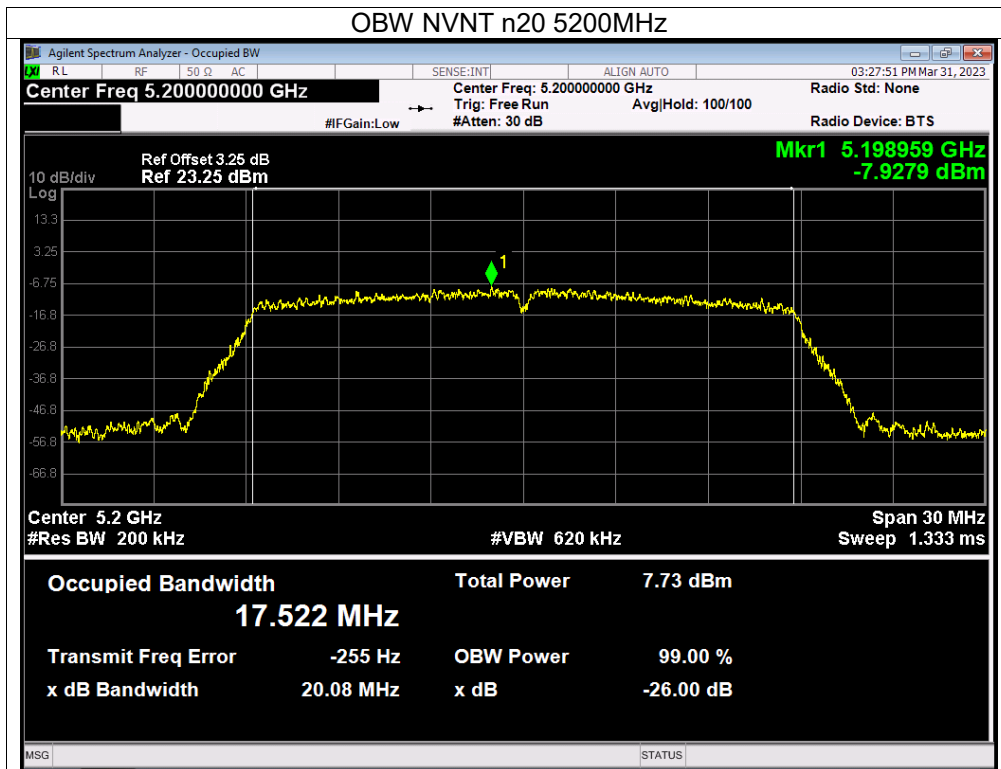 OBW NVNT n20 5200MHz
Agilent Spectrum Analyzer - Occupied BW
LXI RL RF 50 Ω AC SENSE:INT ALIGN AUTO 03:27:51 PM Mar 31, 2023
Center Freq 5.200000000 GHz Center Freq: 5.200000000 GHz Radio Std: None
Trig: Free Run Avg|Hold: 100/100
#IFGain:Low #Atten: 30 dB Radio Device: BTS
Mkr1 5.198959 GHz
-7.9279 dBm
Ref Offset 3.25 dB
10 dB/div Ref 23.25 dBm
Log
13.3
3.25
1
-6.75
-16.8
-26.8
-36.8
-46.8
-56.8
-66.8
Center 5.2 GHz Span 30 MHz
#Res BW 200 kHz #VBW 620 kHz Sweep 1.333 ms
Occupied Bandwidth Total Power 7.73 dBm
17.522 MHz
Transmit Freq Error -255 Hz OBW Power 99.00 %
x dB Bandwidth 20.08 MHz x dB -26.00 dB
MSG STATUS